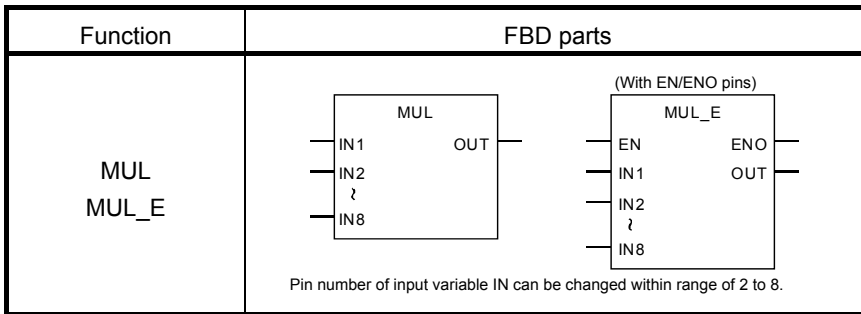 Function
FBD parts
MUL
MUL_E
MUL
IN1 OUT
IN2
~
IN8
(With EN/ENO pins)
MUL_E
EN ENO
IN1 OUT
IN2
~
IN8
Pin number of input variable IN can be changed within range of 2 to 8.